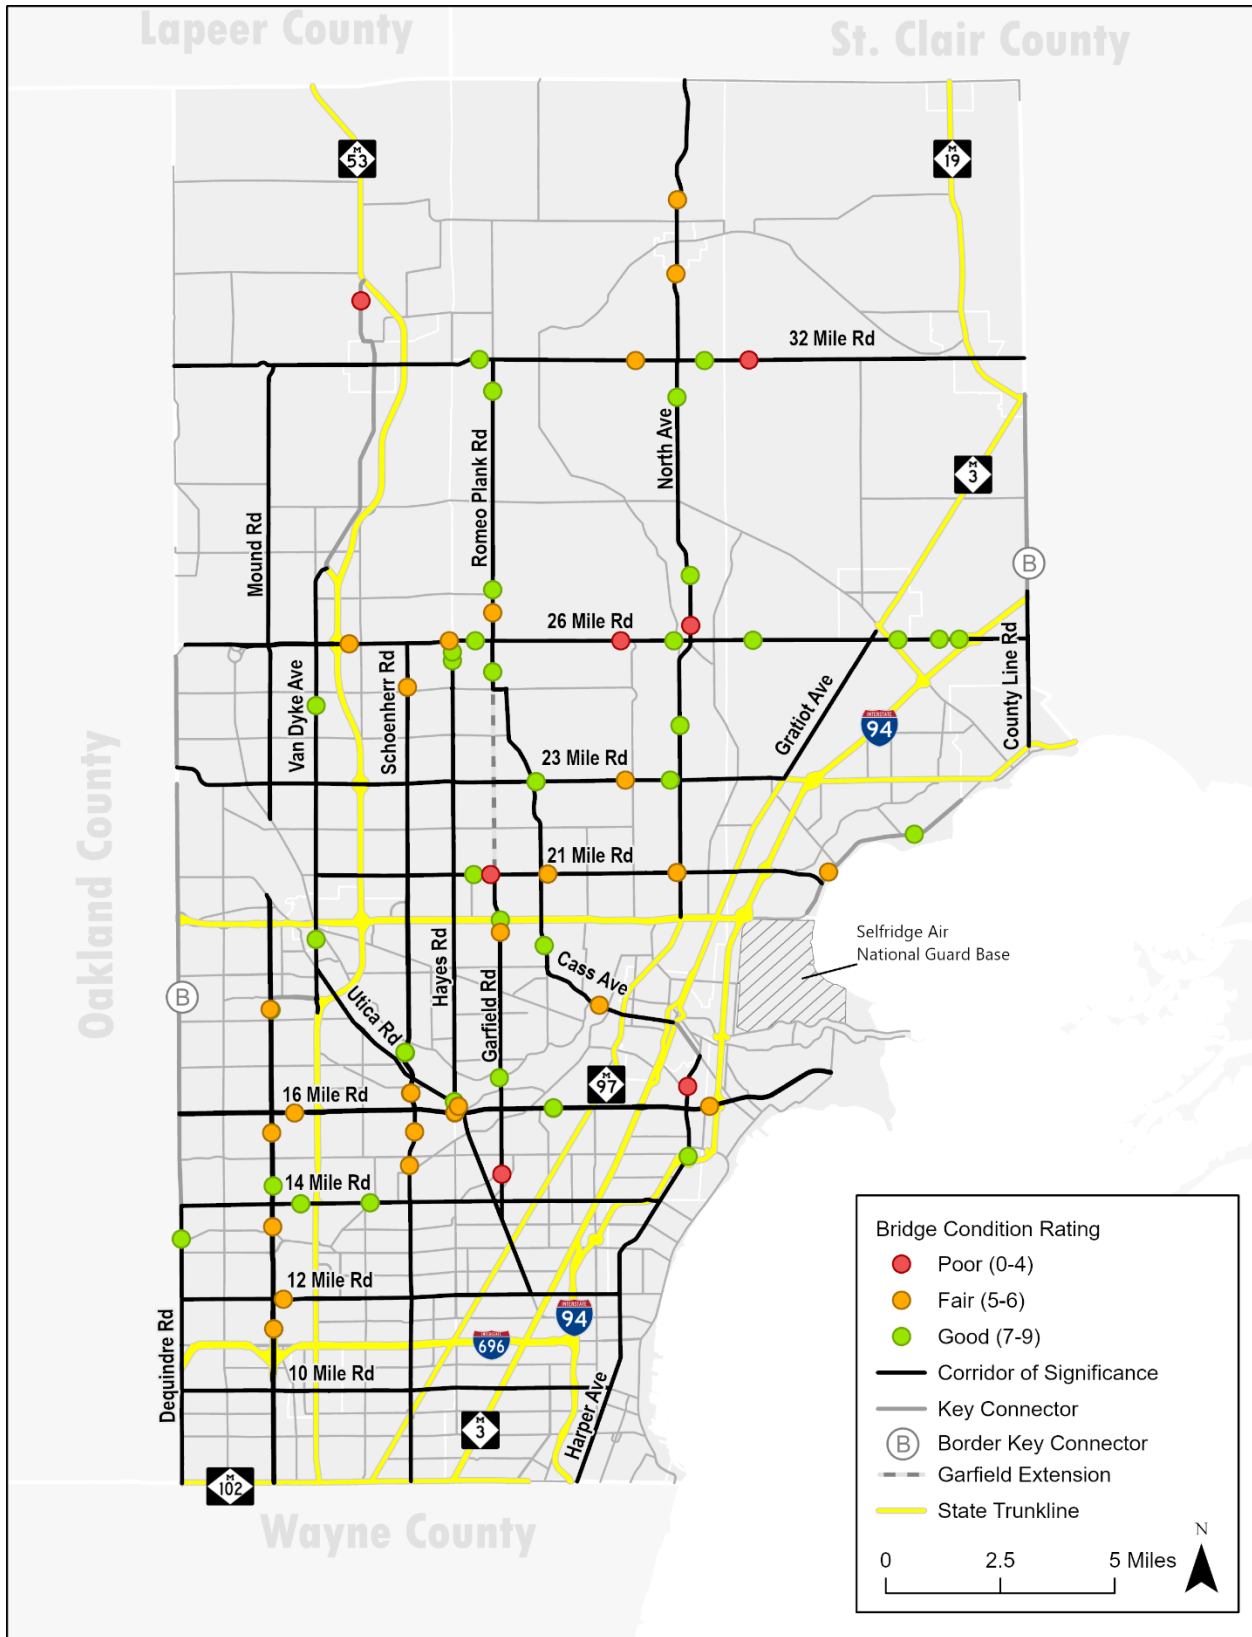 Lapeer County
St. Clair County
M
53
M
19
32 Mile Rd
North Ave
Romeo Plank Rd
M
3
Mound Rd
B
26 Mile Rd
County Line Rd
Schoenherr Rd
Van Dyke Ave
Gratiot Ave
INTERSTATE
94
23 Mile Rd
Oakland County
21 Mile Rd
Selfridge Air
National Guard Base
Cass Ave
Hayes Rd
B
Utica Rd
Garfield Rd
M
97
16 Mile Rd
14 Mile Rd
12 Mile Rd
INTERSTATE
94
INTERSTATE
696
Dequindre Rd
10 Mile Rd
Harper Ave
M
3
M
102
Wayne County
Bridge Condition Rating
Poor (0-4)
Fair (5-6)
Good (7-9)
Corridor of Significance
Key Connector
B
Border Key Connector
Garfield Extension
State Trunkline
N
0 2.5 5 Miles